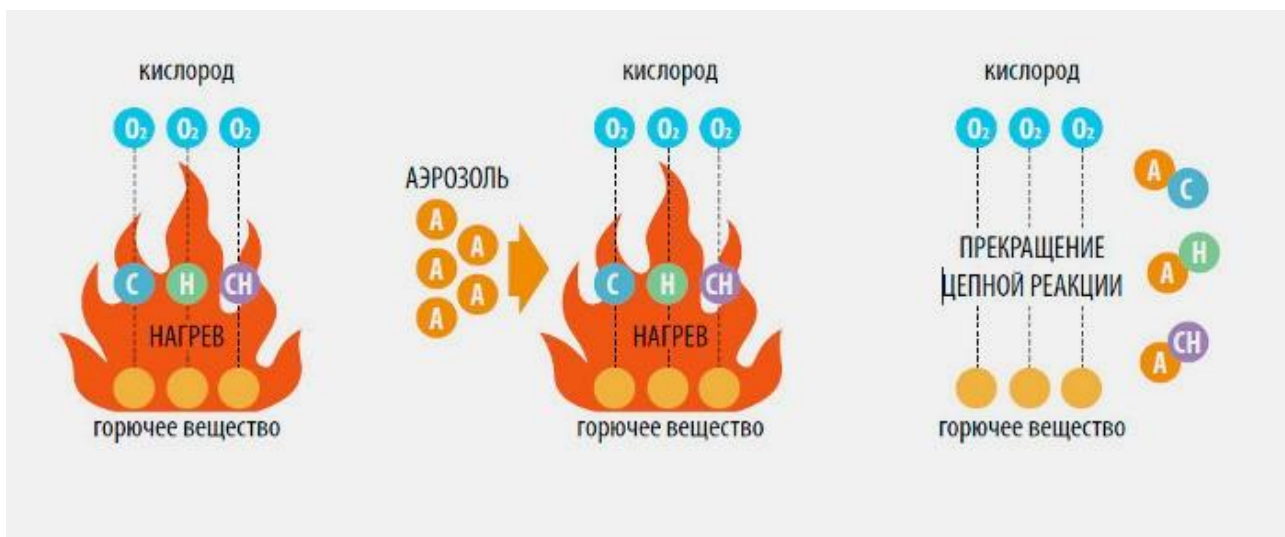 кислород
O₂ O₂ O₂
C H CH
НАГРЕВ
горючее вещество
АЭРОЗОЛЬ
A
A
A
A
A
кислород
O₂ O₂ O₂
C H CH
НАГРЕВ
горючее вещество
кислород
O₂ O₂ O₂
ПРЕКРАЩЕНИЕ
ЦЕПНОЙ РЕАКЦИИ
горючее вещество
A C
A H
A CH